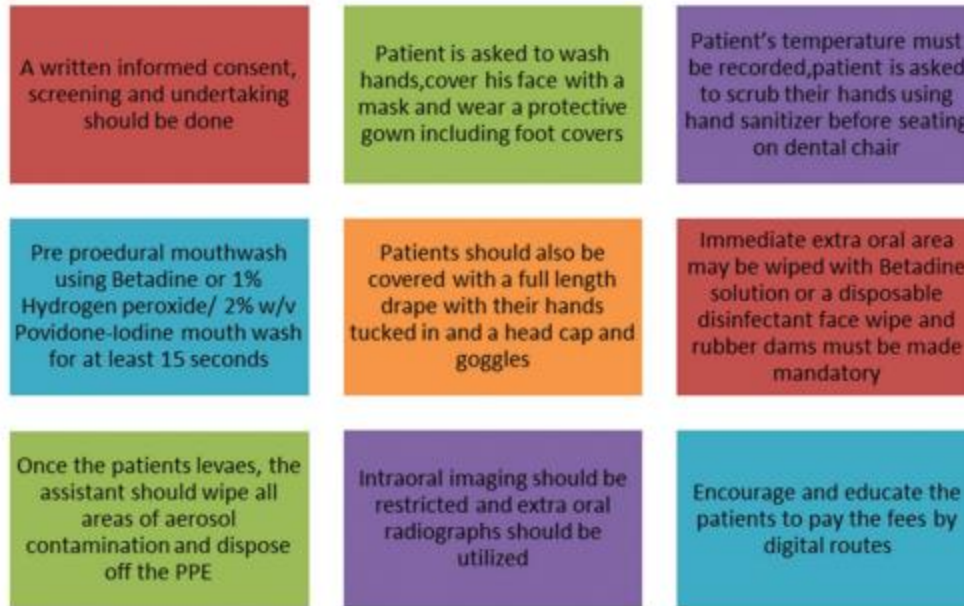 A written informed consent,
screening and undertaking
should be done
Patient is asked to wash
hands,cover his face with a
mask and wear a protective
gown including foot covers
Patient's temperature must
be recorded,patient is asked
to scrub their hands using
hand sanitizer before seating
on dental chair
Pre proedural mouthwash
using Betadine or 1%
Hydrogen peroxide/ 2% w/v
Povidone-Iodine mouth wash
for at least 15 seconds
Patients should also be
covered with a full length
drape with their hands
tucked in and a head cap and
goggles
Immediate extra oral area
may be wiped with Betadine
solution or a disposable
disinfectant face wipe and
rubber dams must be made
mandatory
Once the patients levaes, the
assistant should wipe all
areas of aerosol
contamination and dispose
off the PPE
Intraoral imaging should be
restricted and extra oral
radiographs should be
utilized
Encourage and educate the
patients to pay the fees by
digital routes